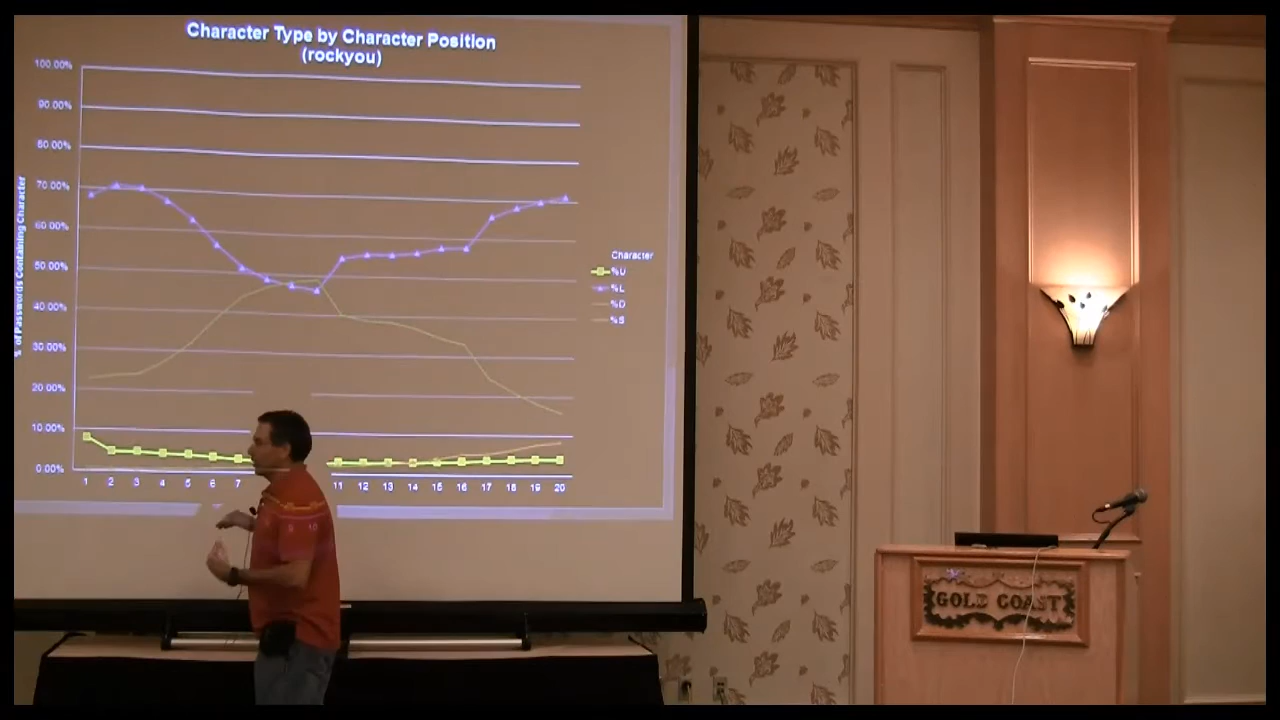 Character Type by Character Position
(rockyou)
100.00%
90.00%
80.00%
70.00%
60.00%
50.00%
40.00%
30.00%
20.00%
10.00%
0.00%
% of Passwords Containing Character
1 2 3 4 5 6 7 11 12 13 14 15 16 17 18 19 20
Character
%U
%L
%D
%S
GOLD COAST